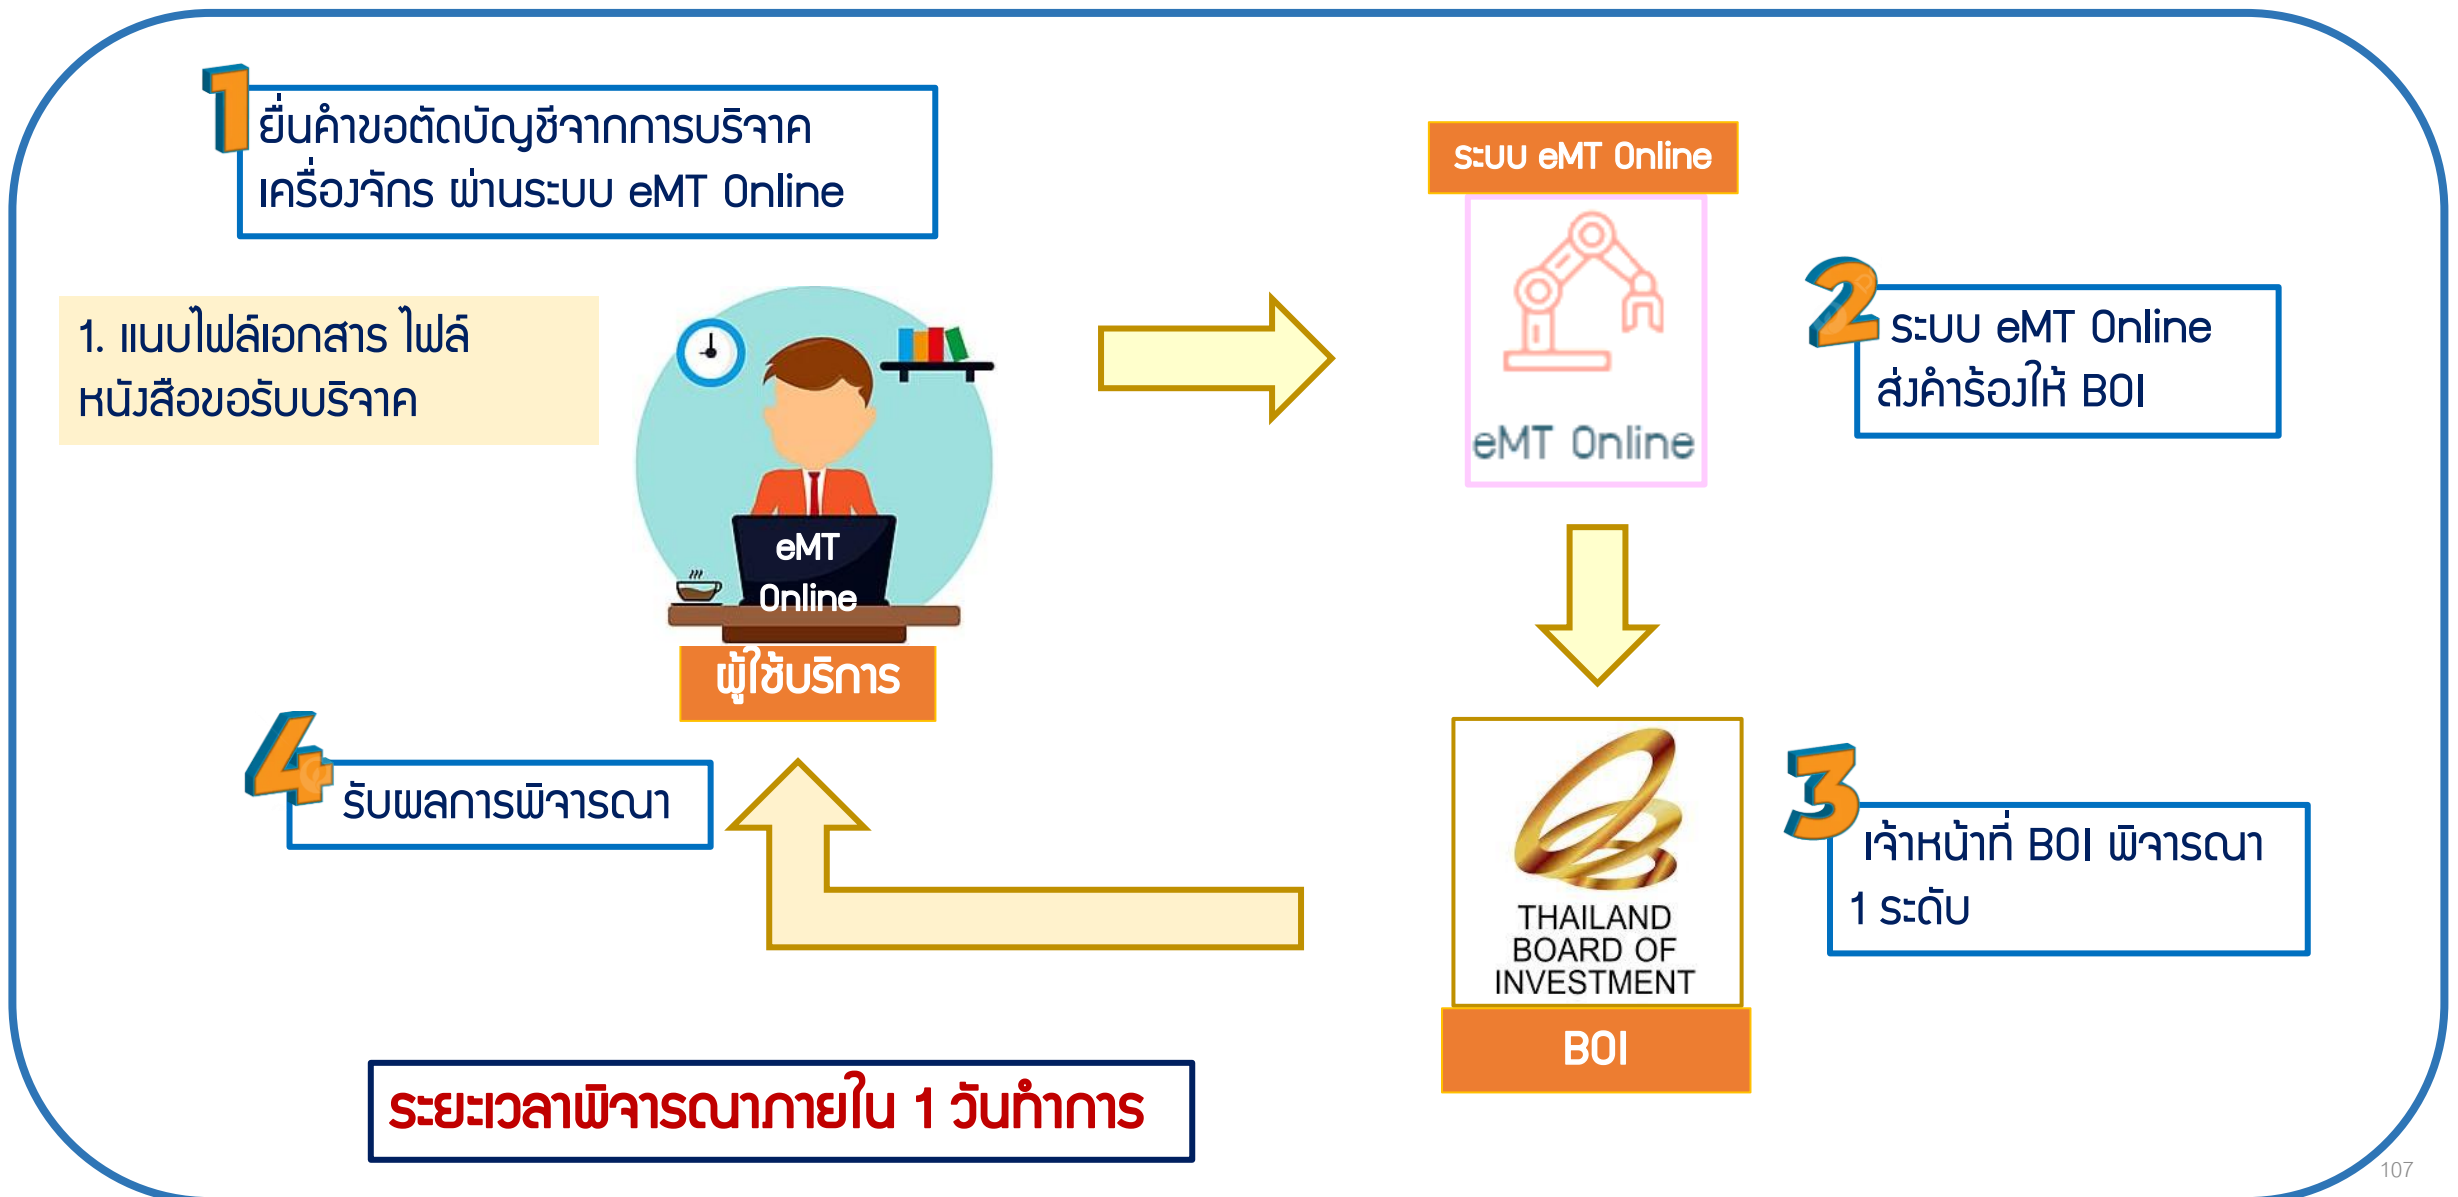 1
ยื่นคำขอตัดบัญชีจากการบริจาค
เครื่องจักร ผ่านระบบ eMT Online
1. แนบไฟล์เอกสาร ไฟล์
หนังสือขอรับบริจาค
eMT
Online
ผู้ใช้บริการ
ระบบ eMT Online
eMT Online
2
ระบบ eMT Online
ส่งคำร้องให้ BOI
THAILAND
BOARD OF
INVESTMENT
BOI
3
เจ้าหน้าที่ BOI พิจารณา
1 ระดับ
4
รับผลการพิจารณา
ระยะเวลาพิจารณาภายใน 1 วันทำการ
107